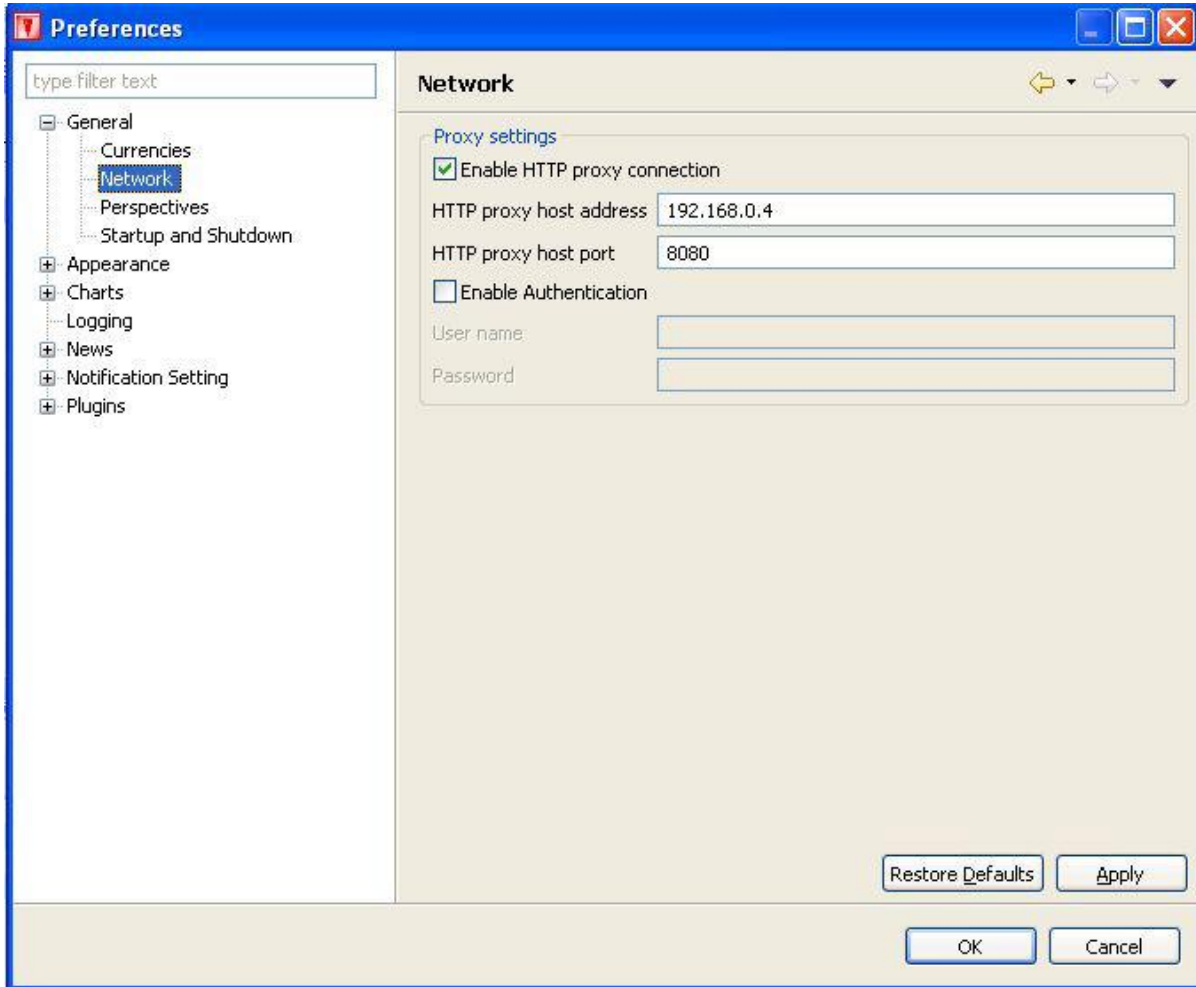 Preferences
type filter text
General
Currencies
Network
Perspectives
Startup and Shutdown
Appearance
Charts
Logging
News
Notification Setting
Plugins
Network
Proxy settings
Enable HTTP proxy connection
HTTP proxy host address 192.168.0.4
HTTP proxy host port 8080
Enable Authentication
User name
Password
Restore Defaults Apply
OK Cancel